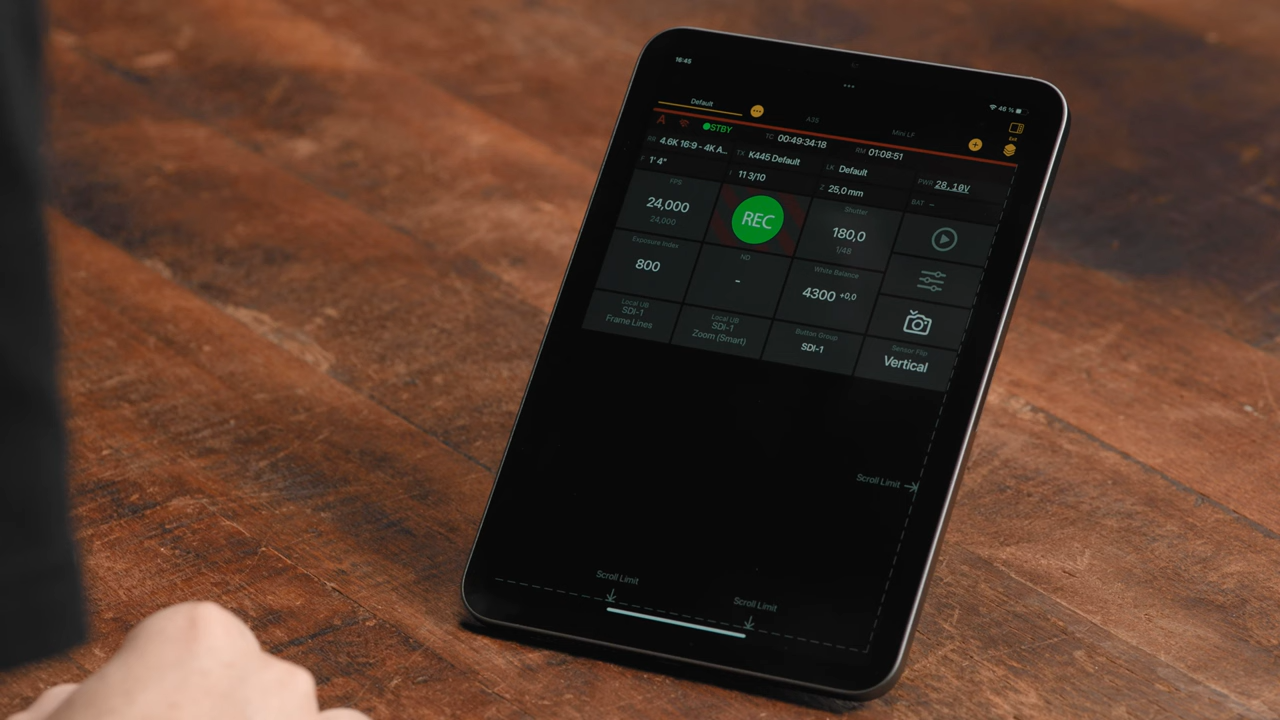 16:45
46 %
Default
A35
Mini LF
Exit
A STBY TC 00:49:34:18 RM 01:08:51
4.6K 16:9 - 4K A... TX K445 Default LK Default PWR 28,10V
F 1' 4" I 11 3/10 Z 25,0 mm BAT –
FPS
24,000
24,000
REC
Shutter
180,0
1/48
Exposure Index
800
ND
-
White Balance
4300 +0,0
Local UB
SDI-1
Frame Lines
Local UB
SDI-1
Zoom (Smart)
Button Group
SDI-1
Sensor Flip
Vertical
Scroll Limit
Scroll Limit
Scroll Limit